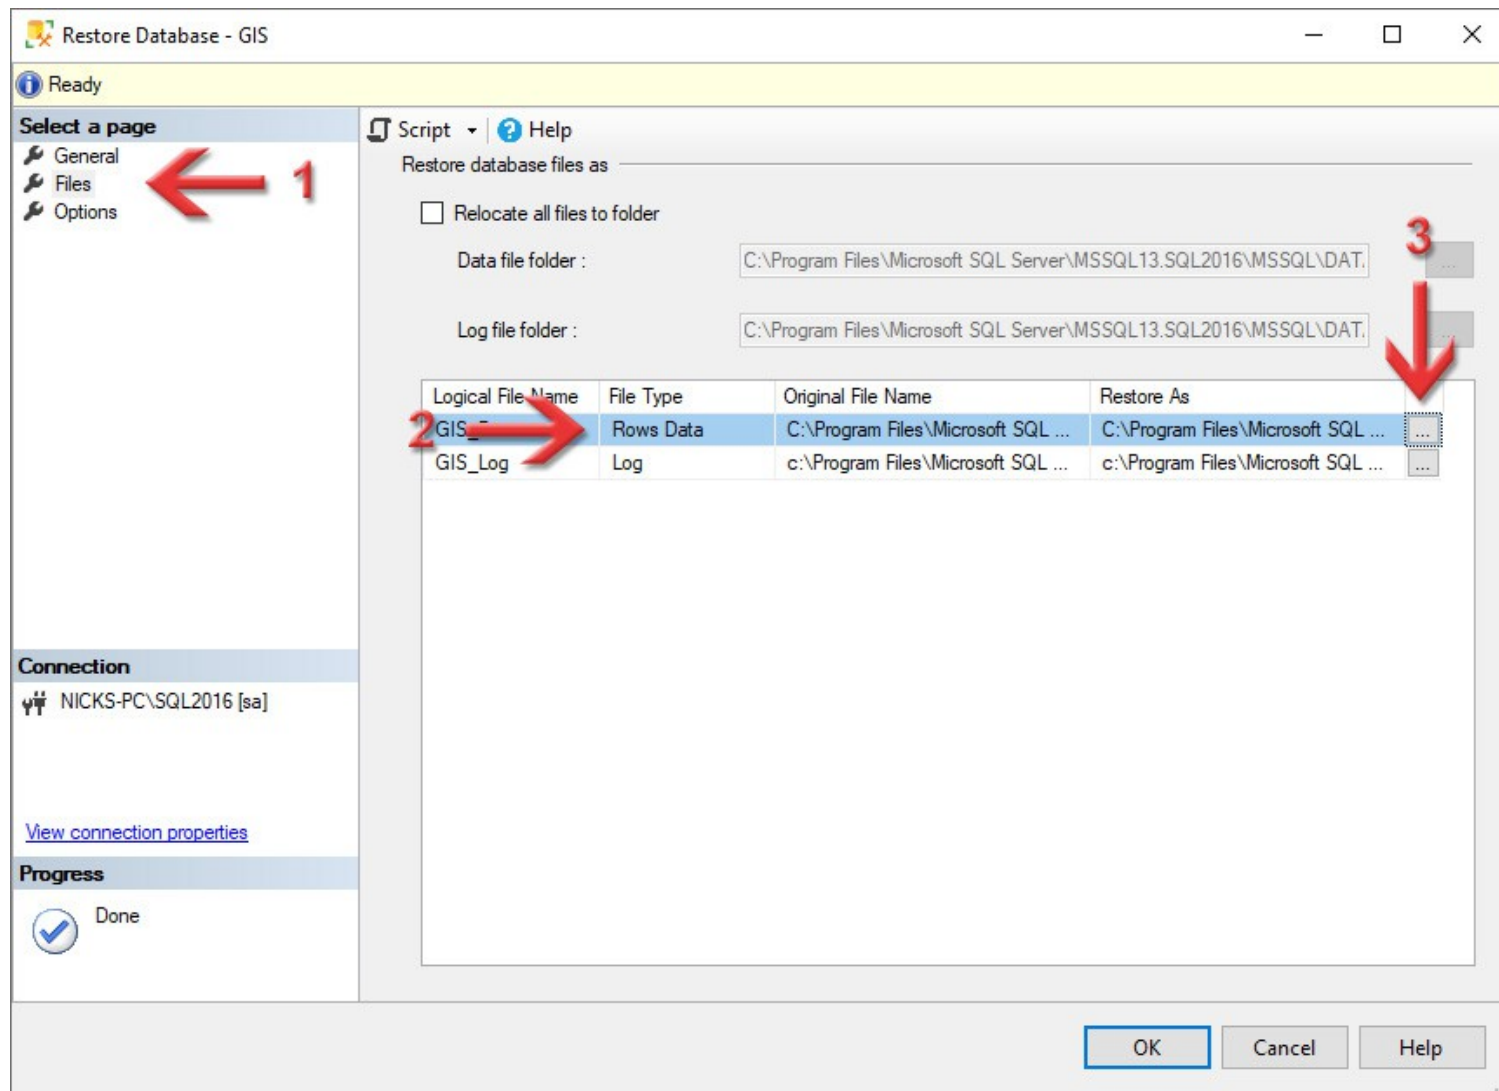 Restore Database - GIS
Ready
Select a page
General
Files
Options
1
Script
Help
Restore database files as
Relocate all files to folder
Data file folder :
C:\Program Files\Microsoft SQL Server\MSSQL13.SQL2016\MSSQL\DAT
...
3
Log file folder :
C:\Program Files\Microsoft SQL Server\MSSQL13.SQL2016\MSSQL\DAT
Logical File Name File Type Original File Name Restore As
2
Rows Data C:\Program Files\Microsoft SQL ... C:\Program Files\Microsoft SQL ... ...
GIS_Log Log c:\Program Files\Microsoft SQL ... c:\Program Files\Microsoft SQL ... ...
Connection
NICKS-PC\SQL2016 [sa]
View connection properties
Progress
Done
OK Cancel Help